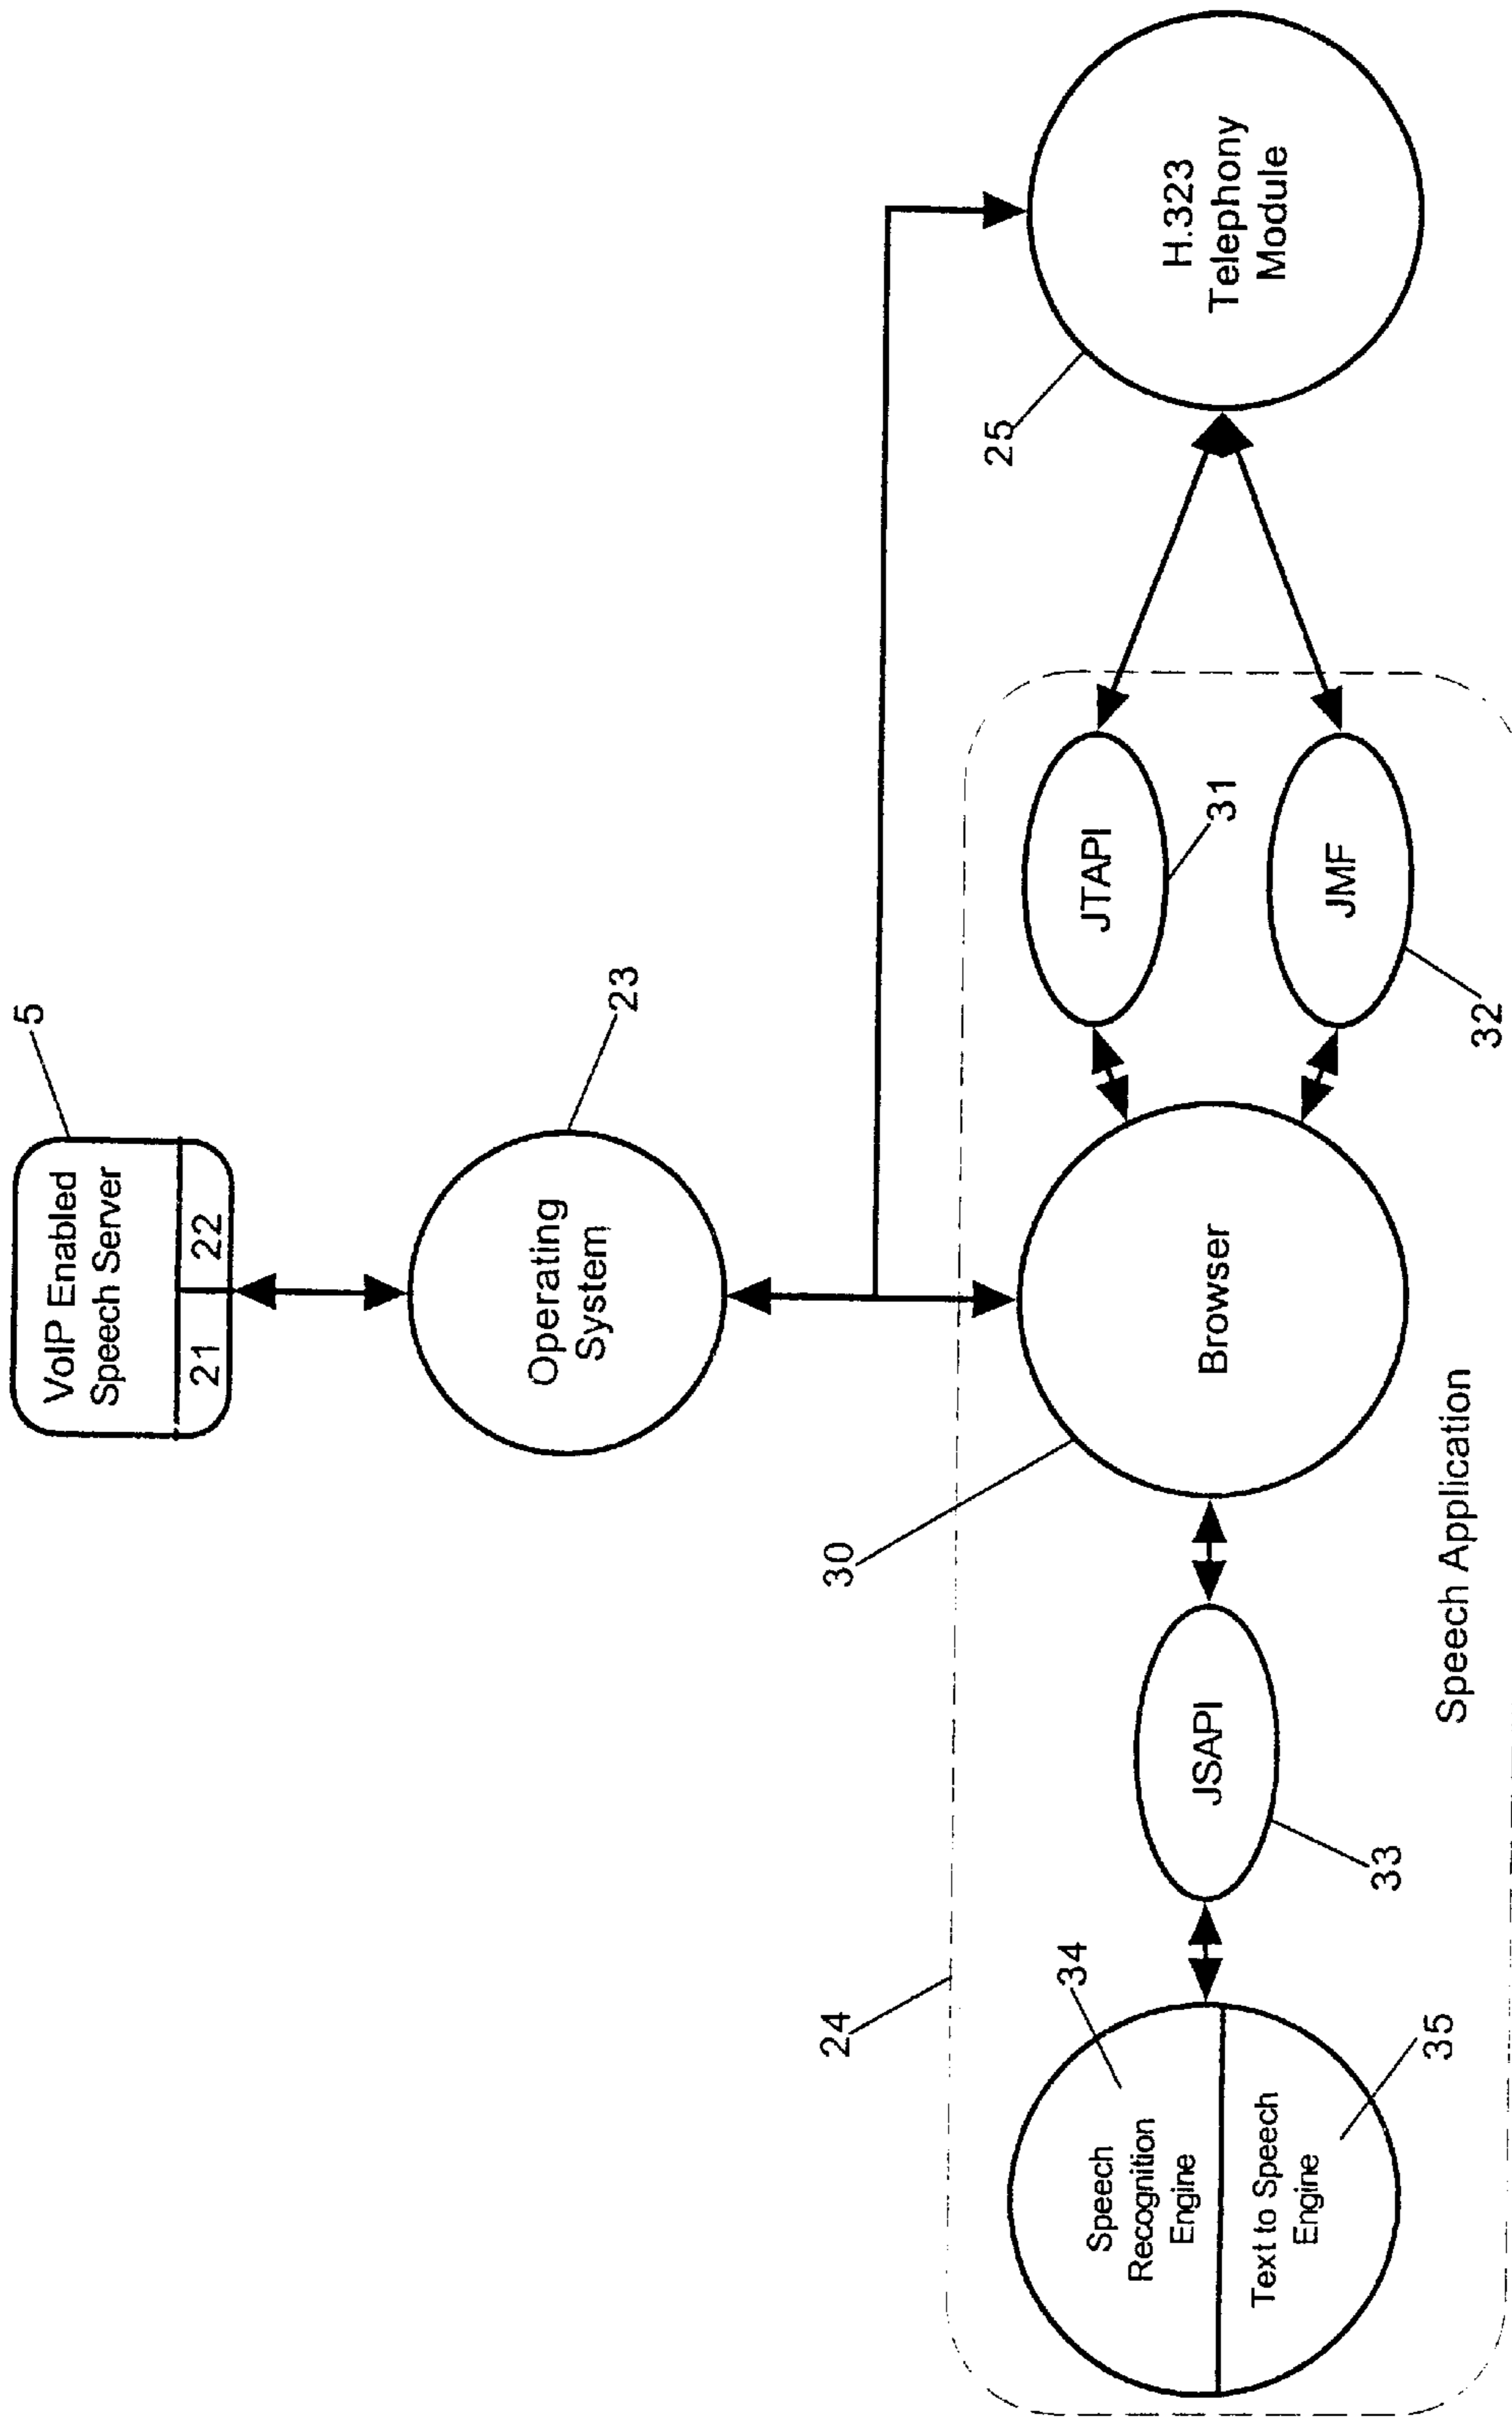 VoIP Enabled
Speech Server
21 22
5
Operating
System
23
24
30
Speech
Recognition
Engine
34
Text to Speech
Engine
35
JSAPI
33
Browser
JTAPI
31
JMF
32
H.323
Telephony
Module
25
Speech Application